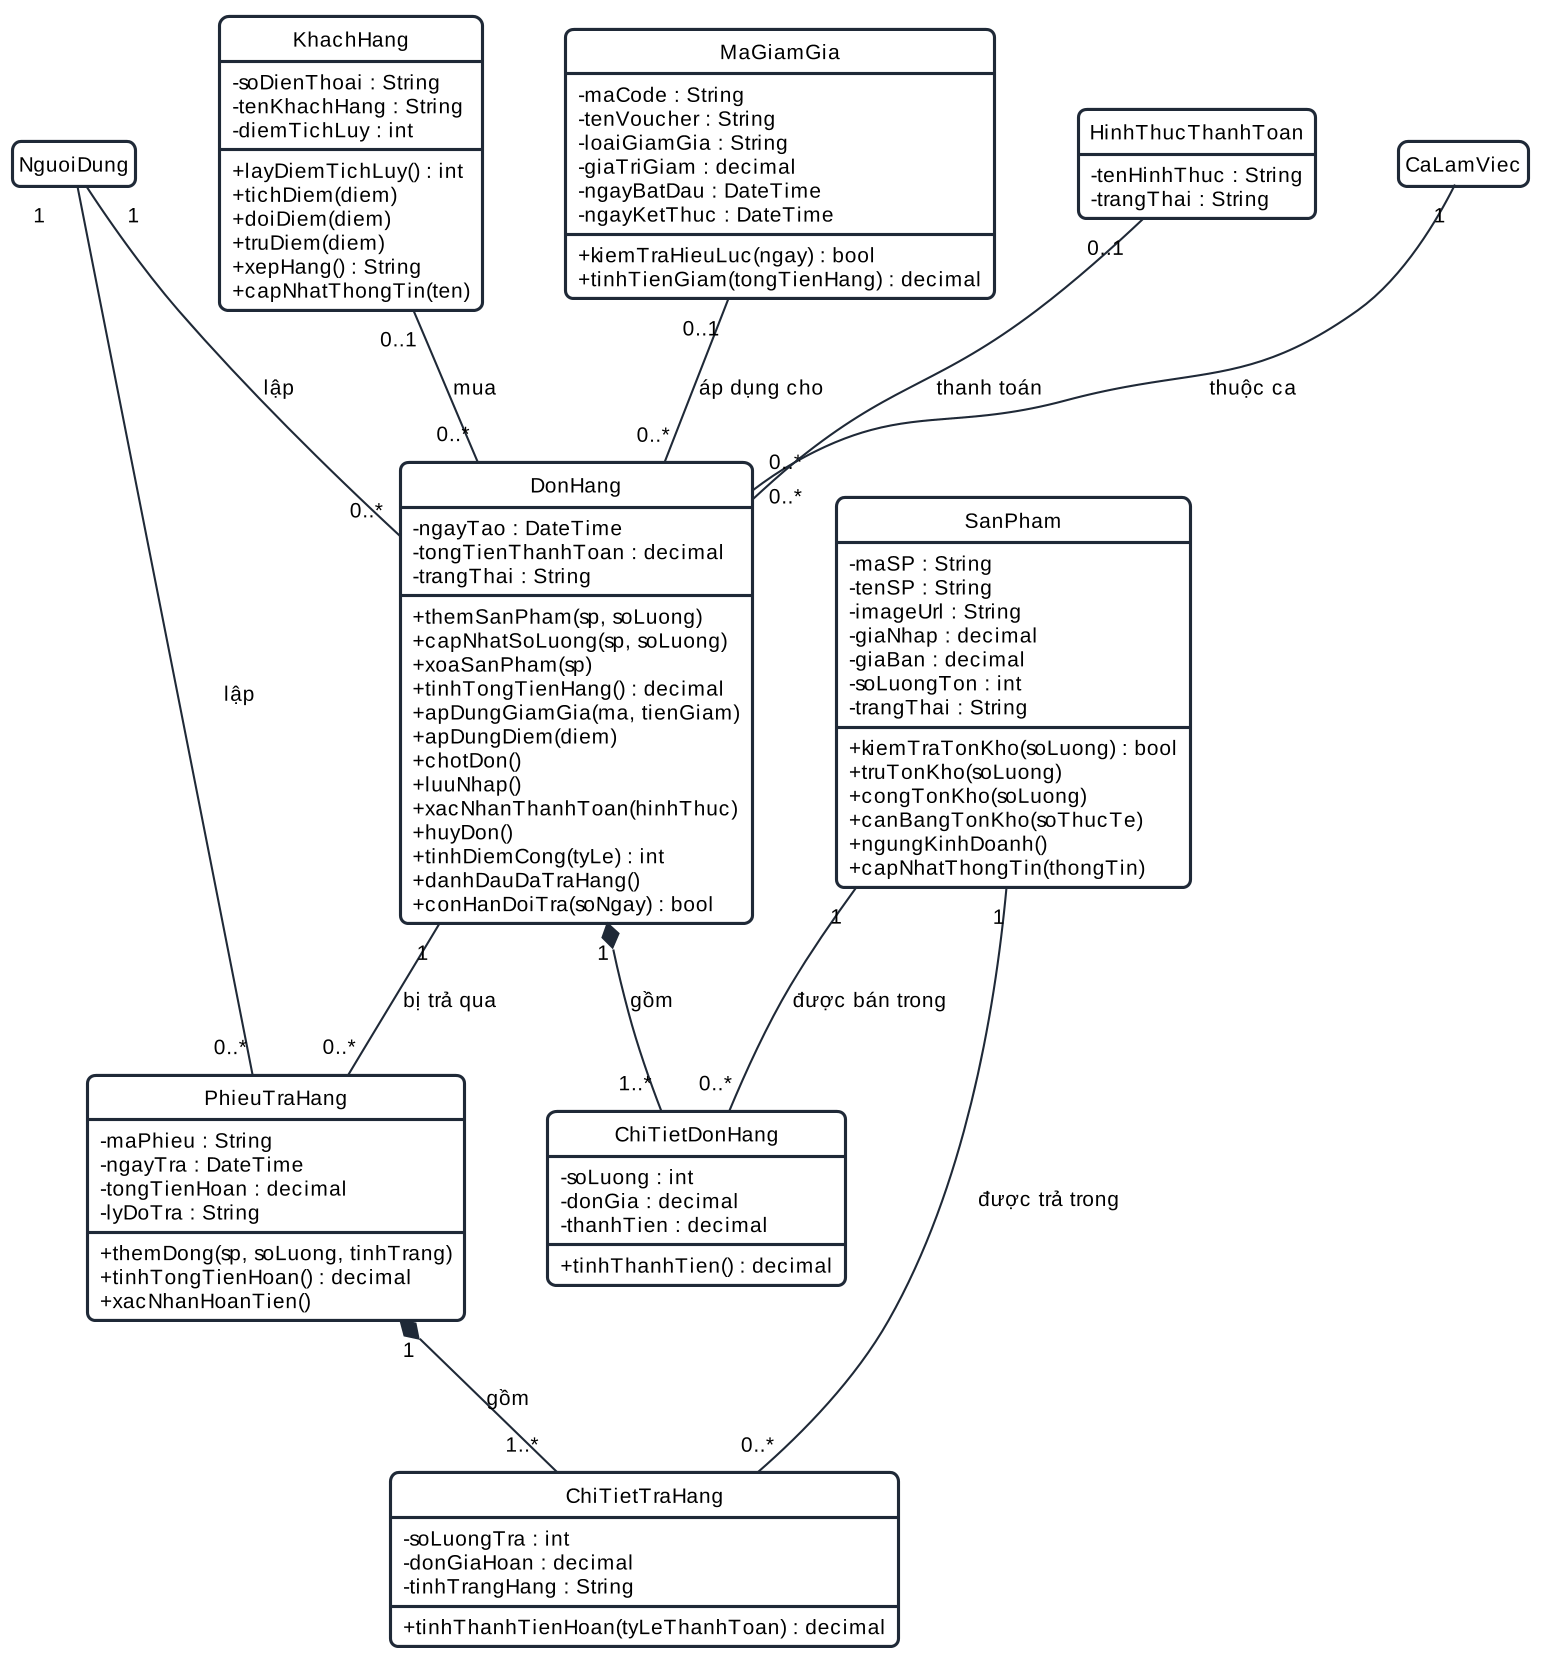 KhachHang
-soDienThoai : String
-tenKhachHang : String
-diemTichLuy : int
+layDiemTichLuy() : int
+tichDiem(diem)
+doiDiem(diem)
+truDiem(diem)
+xepHang() : String
+capNhatThongTin(ten)
MaGiamGia
-maCode : String
-tenVoucher : String
-loaiGiamGia : String
-giaTriGiam : decimal
-ngayBatDau : DateTime
-ngayKetThuc : DateTime
+kiemTraHieuLuc(ngay) : bool
+tinhTienGiam(tongTienHang) : decimal
HinhThucThanhToan
-tenHinhThuc : String
-trangThai : String
NguoiDung
CaLamViec
1
1
1
0..1
0..1
0..1
lập
mua
áp dụng cho
thanh toán
thuộc ca
0..*
0..*
0..*
0..*
0..*
DonHang
-ngayTao : DateTime
-tongTienThanhToan : decimal
-trangThai : String
+themSanPham(sp, soLuong)
+capNhatSoLuong(sp, soLuong)
+xoaSanPham(sp)
+tinhTongTienHang() : decimal
+apDungGiamGia(ma, tienGiam)
+apDungDiem(diem)
+chotDon()
+luuNhap()
+xacNhanThanhToan(hinhThuc)
+huyDon()
+tinhDiemCong(tyLe) : int
+danhDauDaTraHang()
+conHanDoiTra(soNgay) : bool
SanPham
-maSP : String
-tenSP : String
-imageUrl : String
-giaNhap : decimal
-giaBan : decimal
-soLuongTon : int
-trangThai : String
+kiemTraTonKho(soLuong) : bool
+truTonKho(soLuong)
+congTonKho(soLuong)
+canBangTonKho(soThucTe)
+ngungKinhDoanh()
+capNhatThongTin(thongTin)
lập
1
1
1
1
bị trả qua
gồm
được bán trong
0..*
0..*
1..*
0..*
PhieuTraHang
-maPhieu : String
-ngayTra : DateTime
-tongTienHoan : decimal
-lyDoTra : String
+themDong(sp, soLuong, tinhTrang)
+tinhTongTienHoan() : decimal
+xacNhanHoanTien()
ChiTietDonHang
-soLuong : int
-donGia : decimal
-thanhTien : decimal
+tinhThanhTien() : decimal
được trả trong
1
gồm
1..*
0..*
ChiTietTraHang
-soLuongTra : int
-donGiaHoan : decimal
-tinhTrangHang : String
+tinhThanhTienHoan(tyLeThanhToan) : decimal